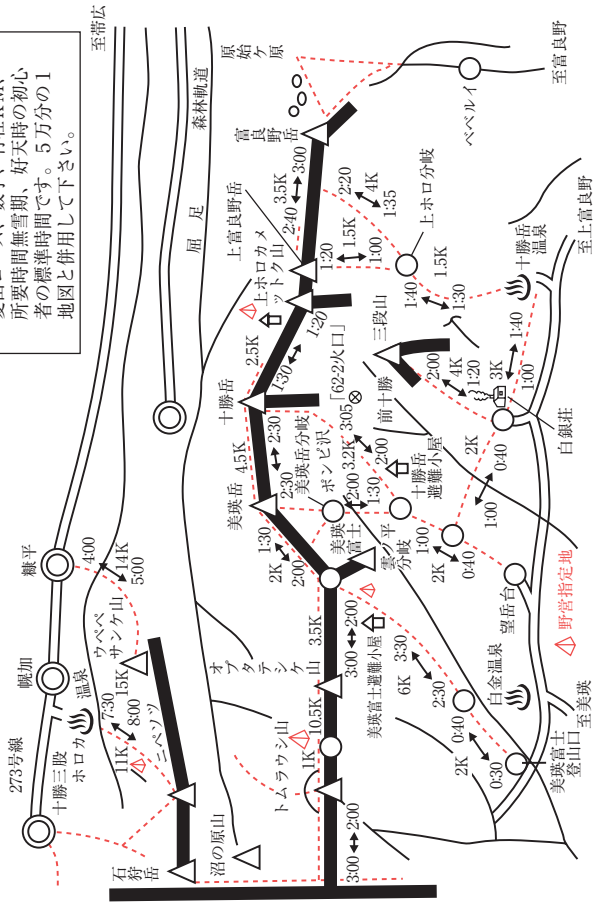 夏山コース、数字、有径KM、
所要時間無雪期、好天時の初心
者の標準時間です。5万分の1
地図と併用して下さい。
至帯広
273号線
十勝三股
幌加
ホロカ温泉
糠平
ウペペサンケ山
ニペソツ
石狩岳
沼の原山
屈足
森林軌道
4:00
14K
5:00
15K
7:30
8:00
11K
原始ケ原
富良野岳
上富良野岳
上ホロカメットク山
十勝岳
美瑛岳
美瑛富士
オプタテシケ山
トムラウシ山
3:00
3.5K
2:40
2:20
4K
1:35
上ホロ分岐
1:20
1.5K
1:00
1.5K
1:40
1:30
1:20
2.5K
1:30
「62-2火口」
三段山
前十勝
2:00
4K
1:20
3K
1:40
1:00
白銀荘
十勝岳温泉
ベベルイ
至富良野
至上富良野
4.5K
2:30
2:30
美瑛岳分岐
ポンピ沢
3:05
3.2K
2:00
十勝岳避難小屋
2:00
1:30
雲ノ平分岐
1:00
2K
0:40
2K
0:40
1:00
望岳台
野営指定地
1:30
2K
2:00
3.5K
3:00
2:00
美瑛富士避難小屋
3:30
6K
2:30
白金温泉
0:40
2K
0:30
美瑛富士登山口
至美瑛
10.5K
1K
3:00
2:00